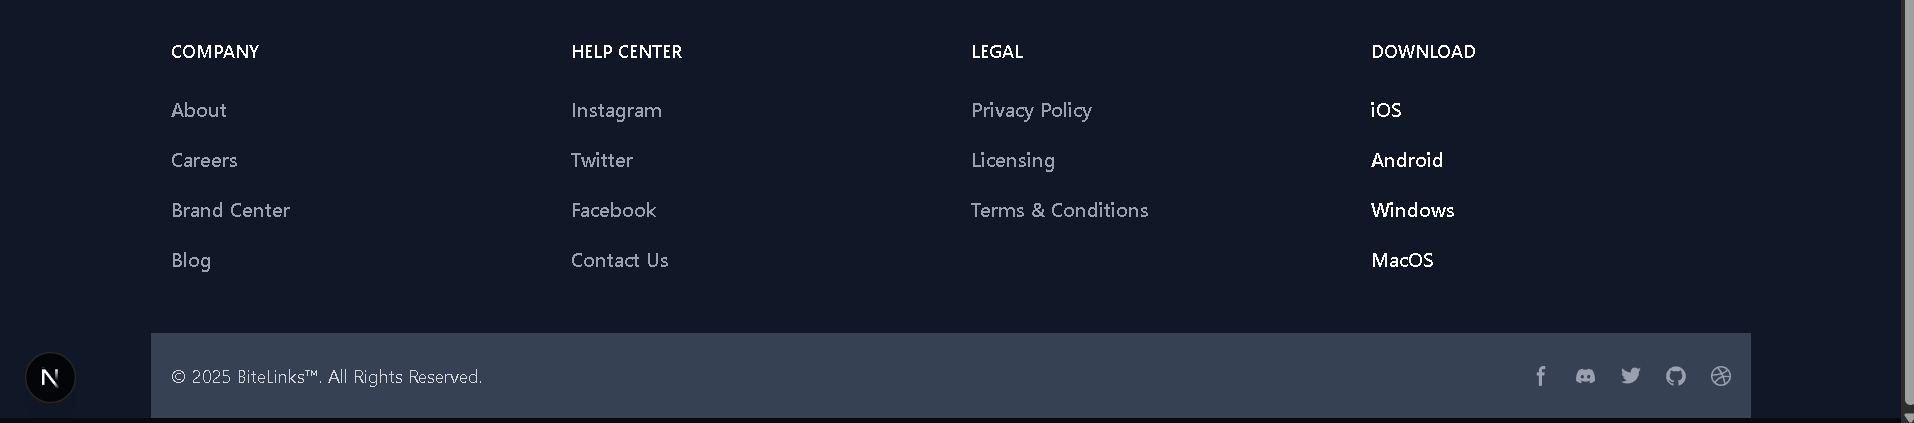 COMPANY
About
Careers
Brand Center
Blog
HELP CENTER
Instagram
Twitter
Facebook
Contact Us
LEGAL
Privacy Policy
Licensing
Terms & Conditions
DOWNLOAD
iOS
Android
Windows
MacOS
© 2025 BiteLinks™. All Rights Reserved.
N